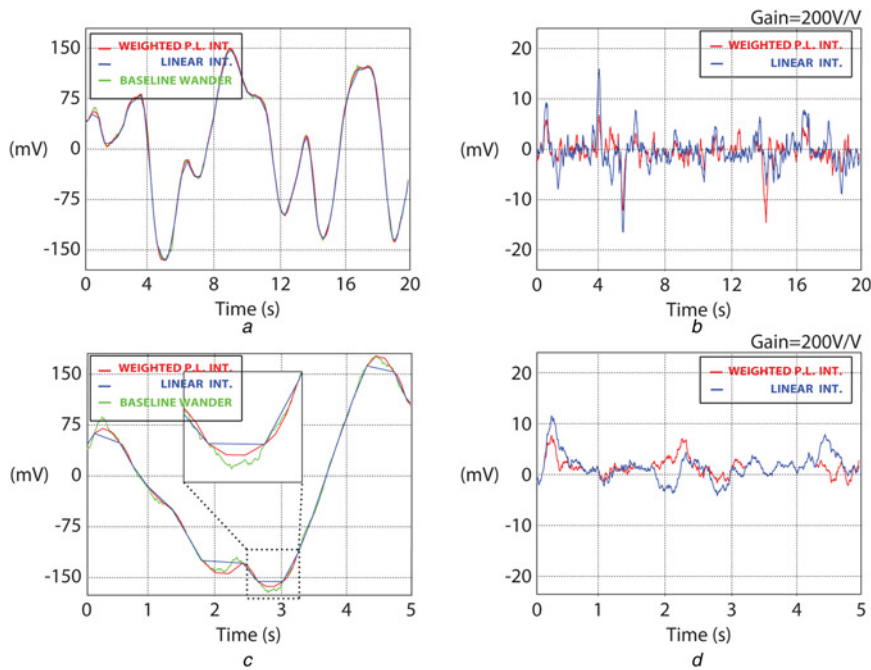 150
75
0
-75
-150
(mV)
WEIGHTED P.L. INT.
LINEAR INT.
BASELINE WANDER
0 4 8 12 16 20
Time (s)
a
Gain=200V/V
20
10
0
-10
-20
(mV)
WEIGHTED P.L. INT.
LINEAR INT.
0 4 8 12 16 20
Time (s)
b
150
75
0
-75
-150
(mV)
WEIGHTED P.L. INT.
LINEAR INT.
BASELINE WANDER
0 1 2 3 4 5
Time (s)
c
Gain=200V/V
20
10
0
-10
-20
(mV)
WEIGHTED P.L. INT.
LINEAR INT.
0 1 2 3 4 5
Time (s)
d